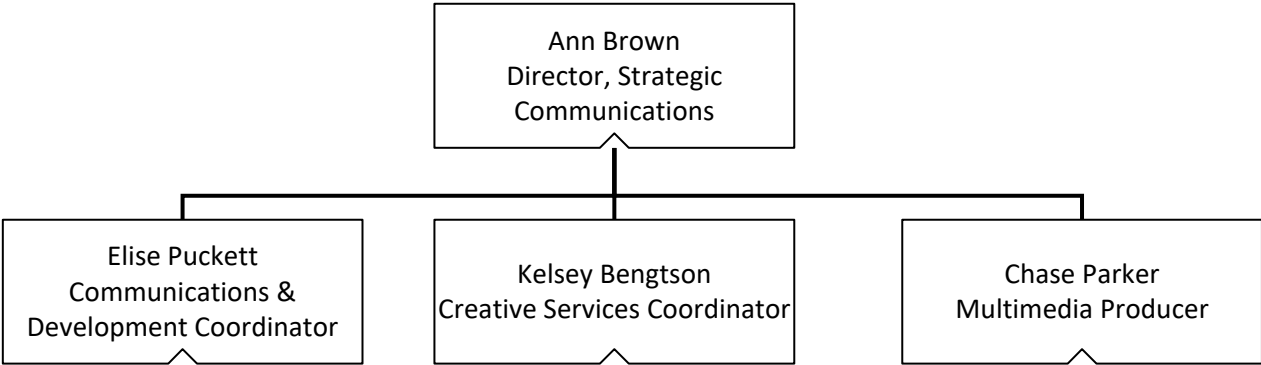 Ann Brown
Director, Strategic
Communications
Elise Puckett
Communications &
Development Coordinator
Kelsey Bengtson
Creative Services Coordinator
Chase Parker
Multimedia Producer